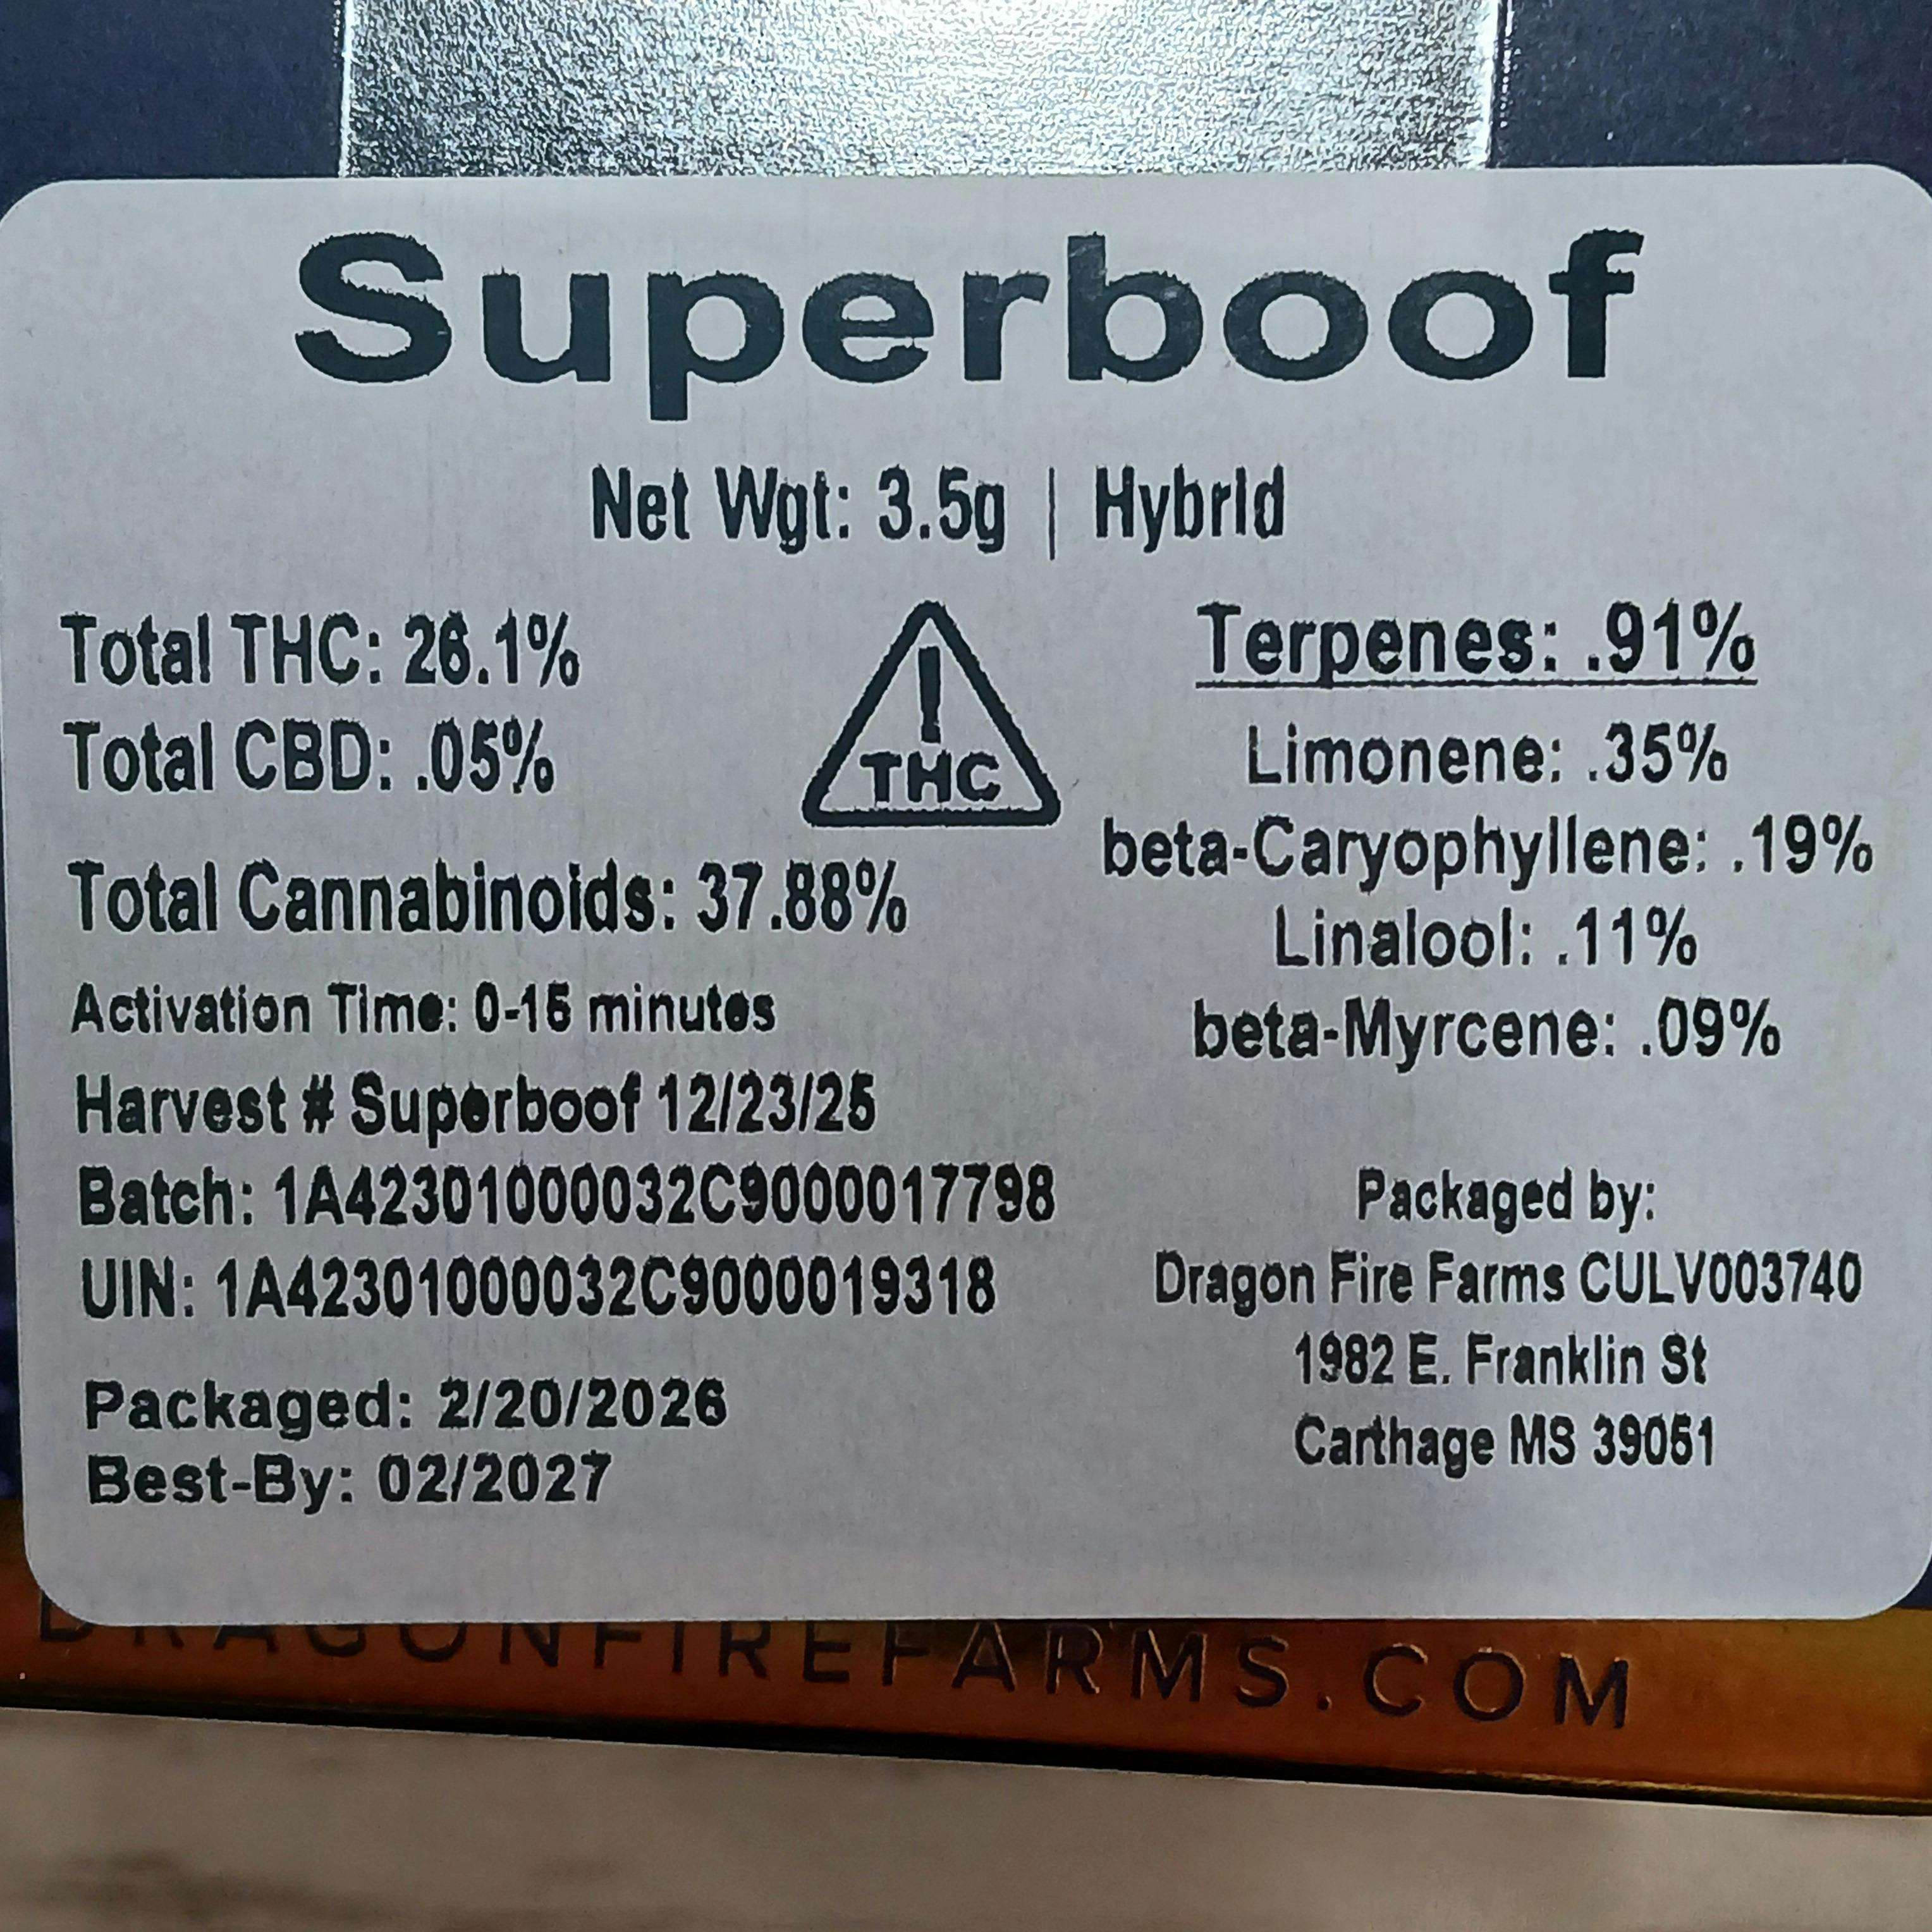 Superboof
Net Wgt: 3.5g | Hybrid
Total THC: 26.1%
Total CBD: .05%
! THC
Total Cannabinoids: 37.88%
Activation Time: 0-15 minutes
Harvest # Superboof 12/23/25
Batch: 1A42301000032C9000017798
UIN: 1A42301000032C9000019318
Packaged: 2/20/2026
Best-By: 02/2027
Terpenes: .91%
Limonene: .35%
beta-Caryophyllene: .19%
Linalool: .11%
beta-Myrcene: .09%
Packaged by:
Dragon Fire Farms CULV003740
1982 E. Franklin St
Carthage MS 39051
DRAGONFIREFARMS.COM